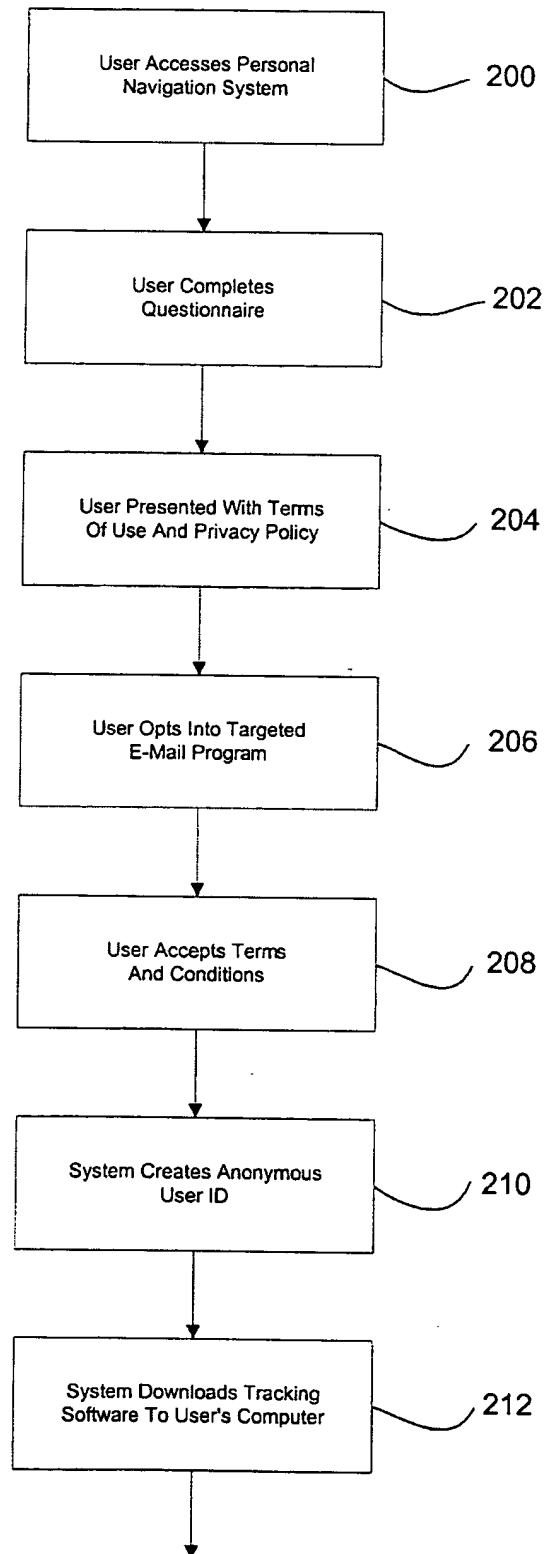 User Accesses Personal
Navigation System
200
User Completes
Questionnaire
202
User Presented With Terms
Of Use And Privacy Policy
204
User Opts Into Targeted
E-Mail Program
206
User Accepts Terms
And Conditions
208
System Creates Anonymous
User ID
210
System Downloads Tracking
Software To User's Computer
212